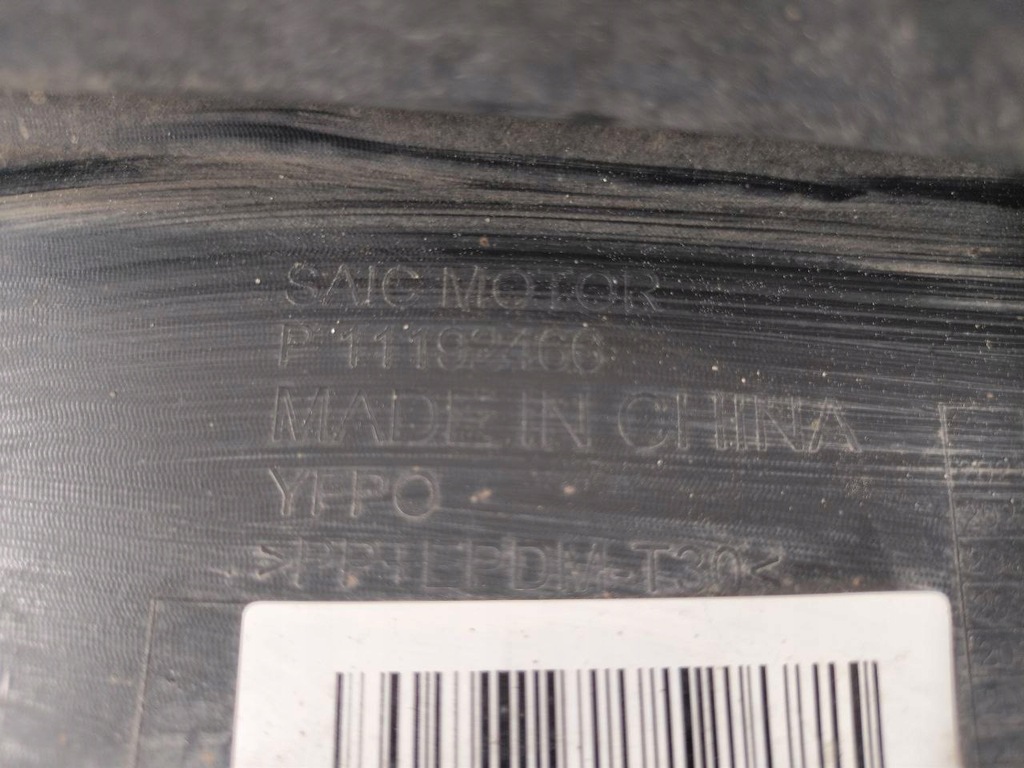 SAIC MOTOR
P 11192466
MADE IN CHINA
YFPO
>PP+EPDM-T30<